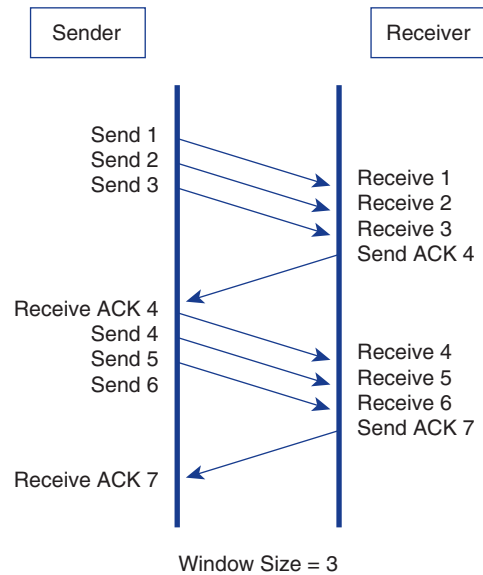 Sender
Receiver
Send 1
Send 2
Send 3
Receive 1
Receive 2
Receive 3
Send ACK 4
Receive ACK 4
Send 4
Send 5
Send 6
Receive 4
Receive 5
Receive 6
Send ACK 7
Receive ACK 7
Window Size = 3